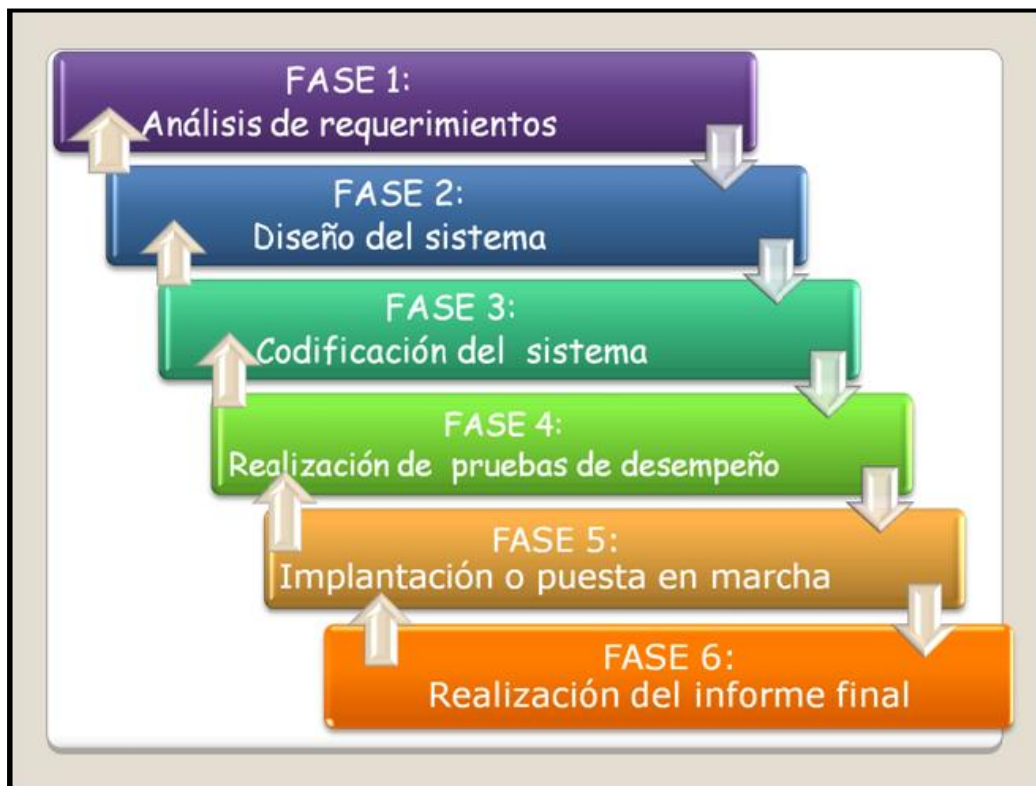 FASE 1:
Análisis de requerimientos
FASE 2:
Diseño del sistema
FASE 3:
Codificación del sistema
FASE 4:
Realización de pruebas de desempeño
FASE 5:
Implantación o puesta en marcha
FASE 6:
Realización del informe final